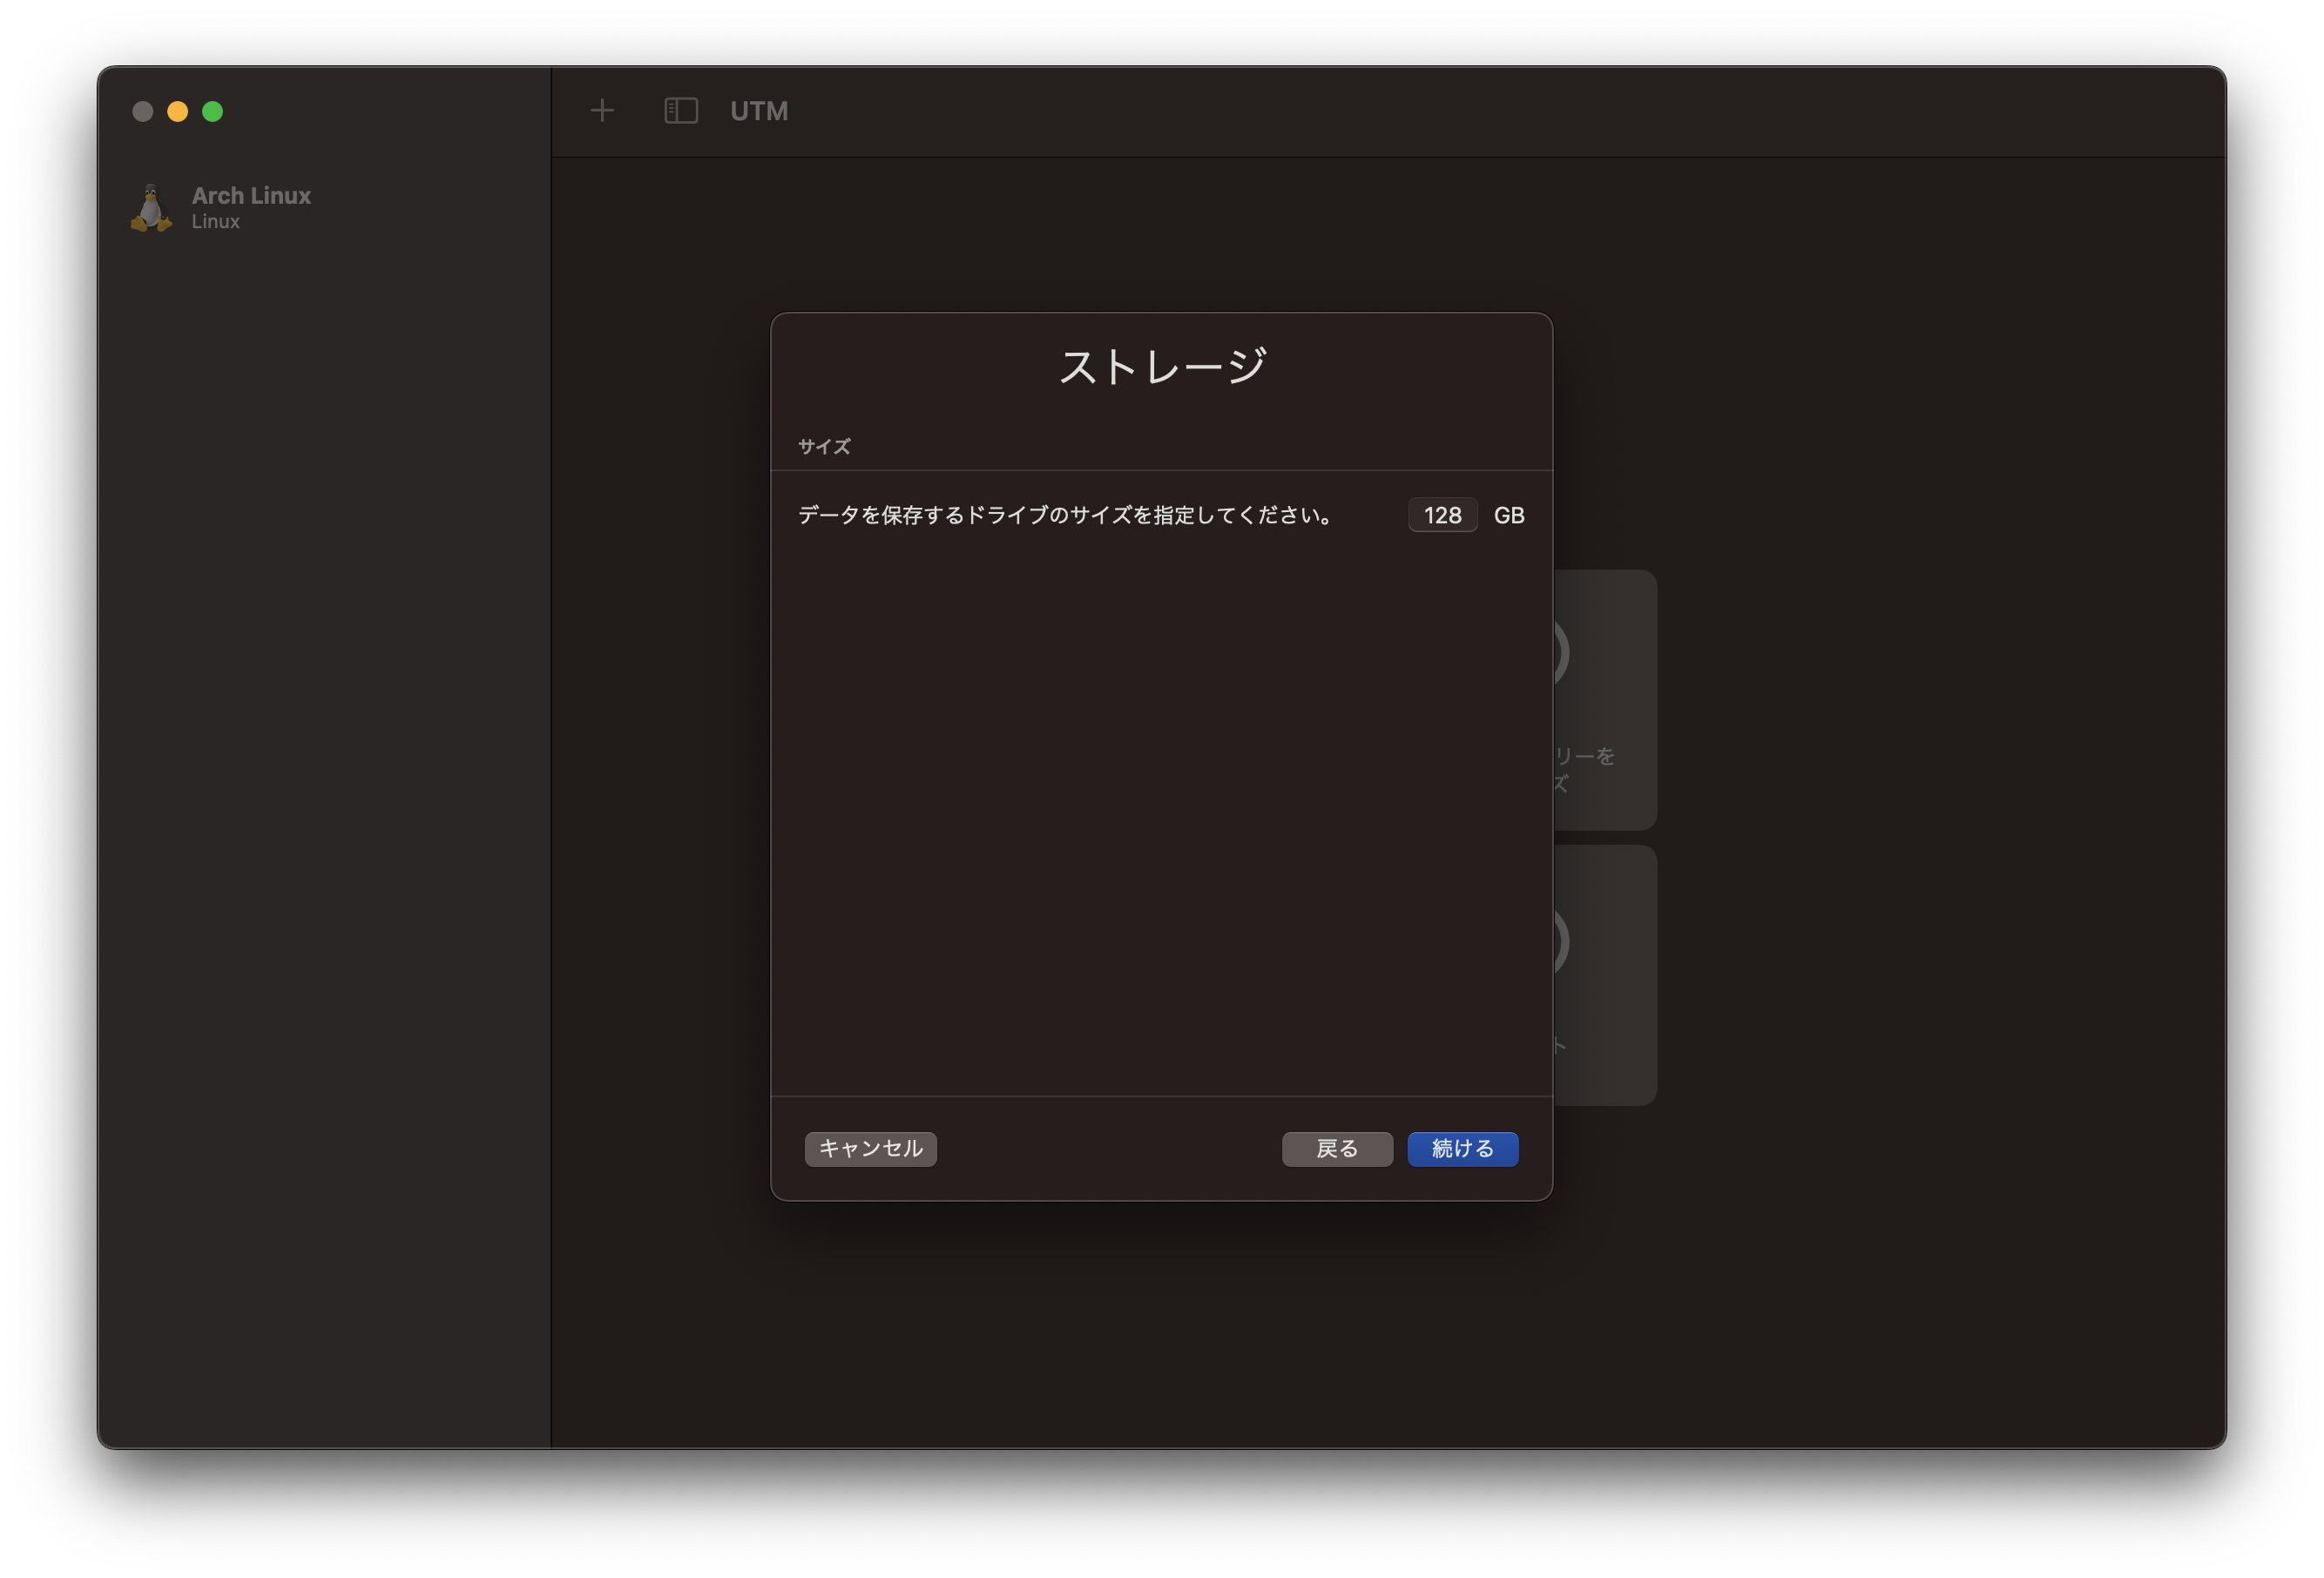 UTM
Arch Linux
Linux
ストレージ
サイズ
データを保存するドライブのサイズを指定してください。 128 GB
リーを
ズ
ト
キャンセル 戻る 続ける